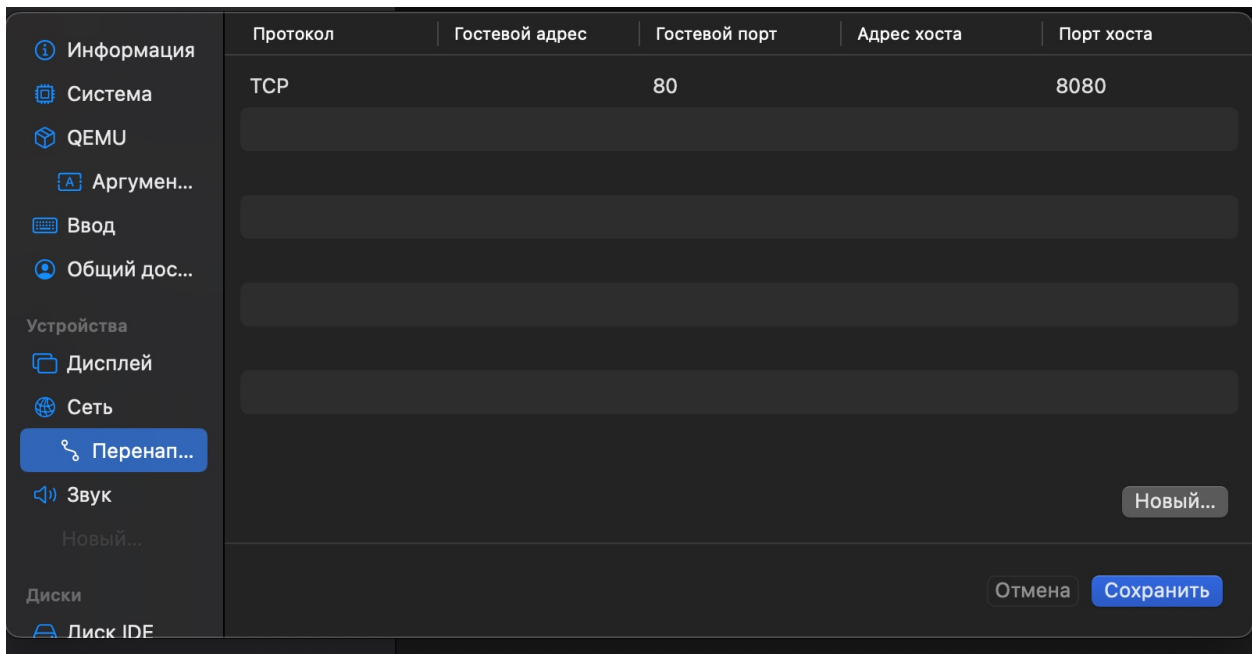 Информация
Система
QEMU
Аргумен...
Ввод
Общий дос...
Устройства
Дисплей
Сеть
Перенап...
Звук
Новый...
Диски
Диск IDE
Протокол Гостевой адрес Гостевой порт Адрес хоста Порт хоста
TCP 80 8080
Новый...
Отмена Сохранить